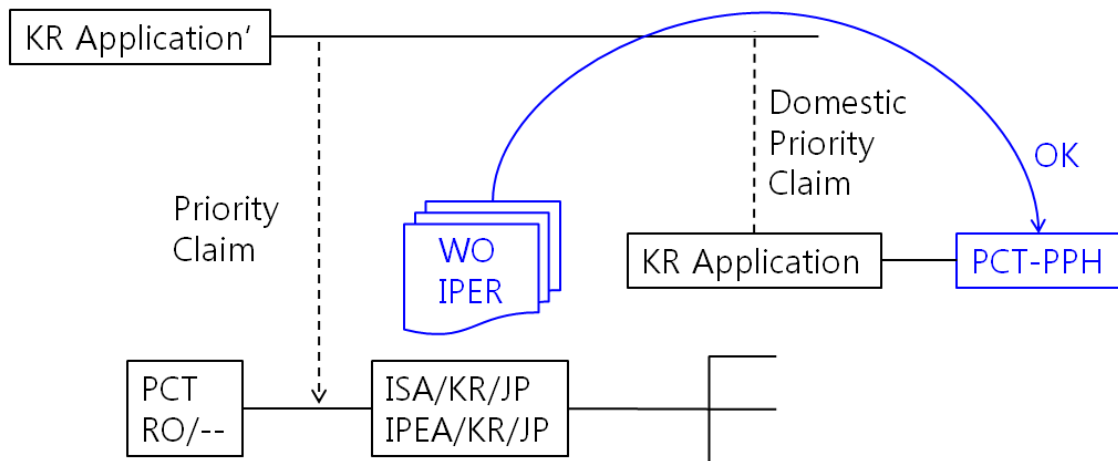 KR Application‘
Priority
Claim
Domestic
Priority
Claim
OK
WO
IPER
KR Application
PCT-PPH
PCT
RO/--
ISA/KR/JP
IPEA/KR/JP